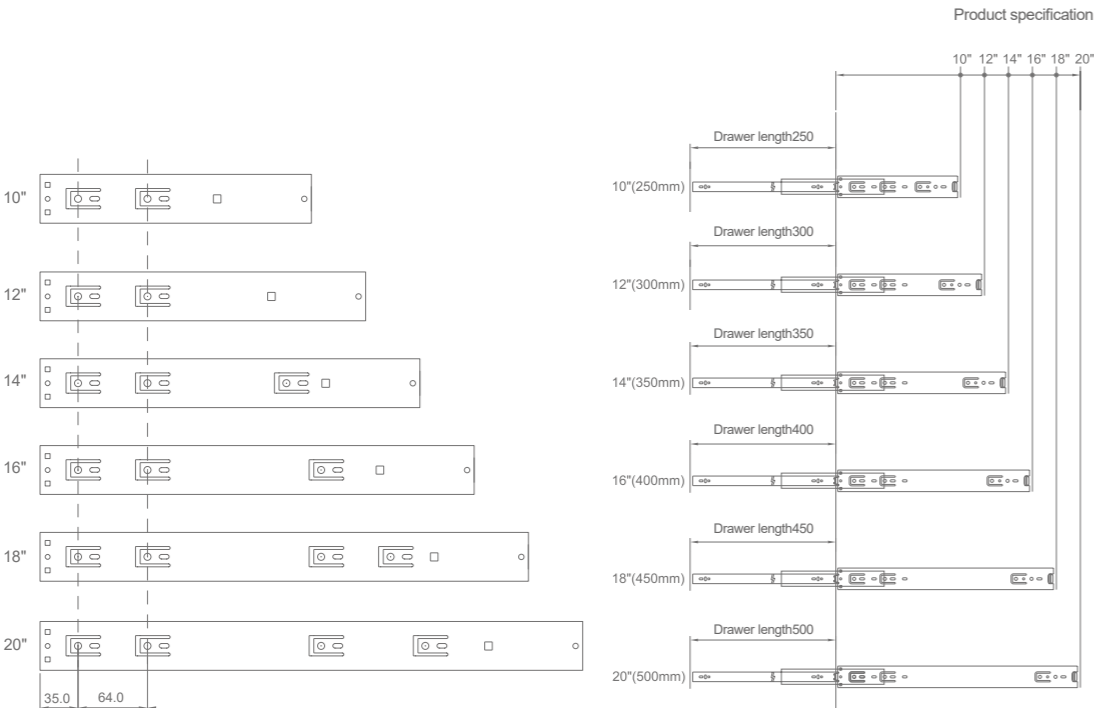 Product specification
10" 12" 14" 16" 18" 20"
10"
12"
14"
16"
18"
20"
35.0 64.0
Drawer length250
10"(250mm)
Drawer length300
12"(300mm)
Drawer length350
14"(350mm)
Drawer length400
16"(400mm)
Drawer length450
18"(450mm)
Drawer length500
20"(500mm)